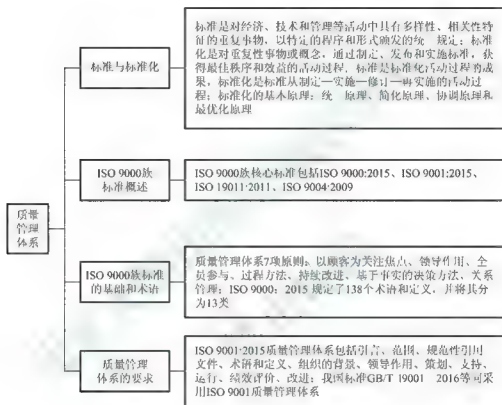 质量
管理
体系
标准与标准化
标准是对经济、技术和管理等活动中具有多样性、相关性特
征的重复事物，以特定的程序和形式颁发的统一规定；标准
化是对重复性事物或概念，通过制定、发布和实施标准，获
得最佳秩序和效益的活动过程，标准是标准化活动过程的成
果，标准化是标准从制定—实施—修订—再实施的活动过
程；标准化的基本原理：统一原理、简化原理、协调原理和
最优化原理
ISO 9000族
标准概述
ISO 9000族核心标准包括ISO 9000:2015、ISO 9001:2015、
ISO 19011·2011、ISO 9004·2009
ISO 9000族标准
的基础和术语
质量管理体系7项原则：以顾客为关注焦点、领导作用、全
员参与、过程方法、持续改进、基于事实的决策方法、关系
管理；ISO 9000：2015 规定了138个术语和定义，并将其分
为13类
质量管理
体系的要求
ISO 9001·2015质量管理体系包括引言、范围、规范性引用
文件、术语和定义、组织的背景、领导作用、策划、支持、
运行、绩效评价、改进；我国标准GB/T 19001 2016等可采
用ISO 9001质量管理体系